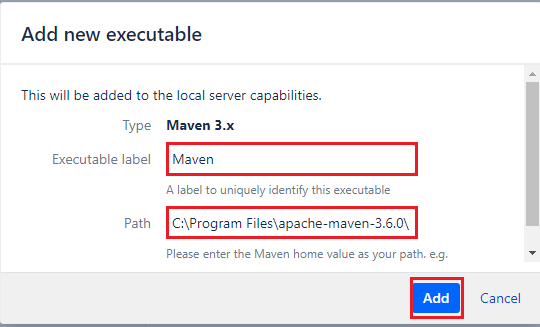 Add new executable
This will be added to the local server capabilities.
Type Maven 3.x
Executable label Maven
A label to uniquely identify this executable
Path C:\Program Files\apache-maven-3.6.0\
Please enter the Maven home value as your path. e.g.
Add Cancel